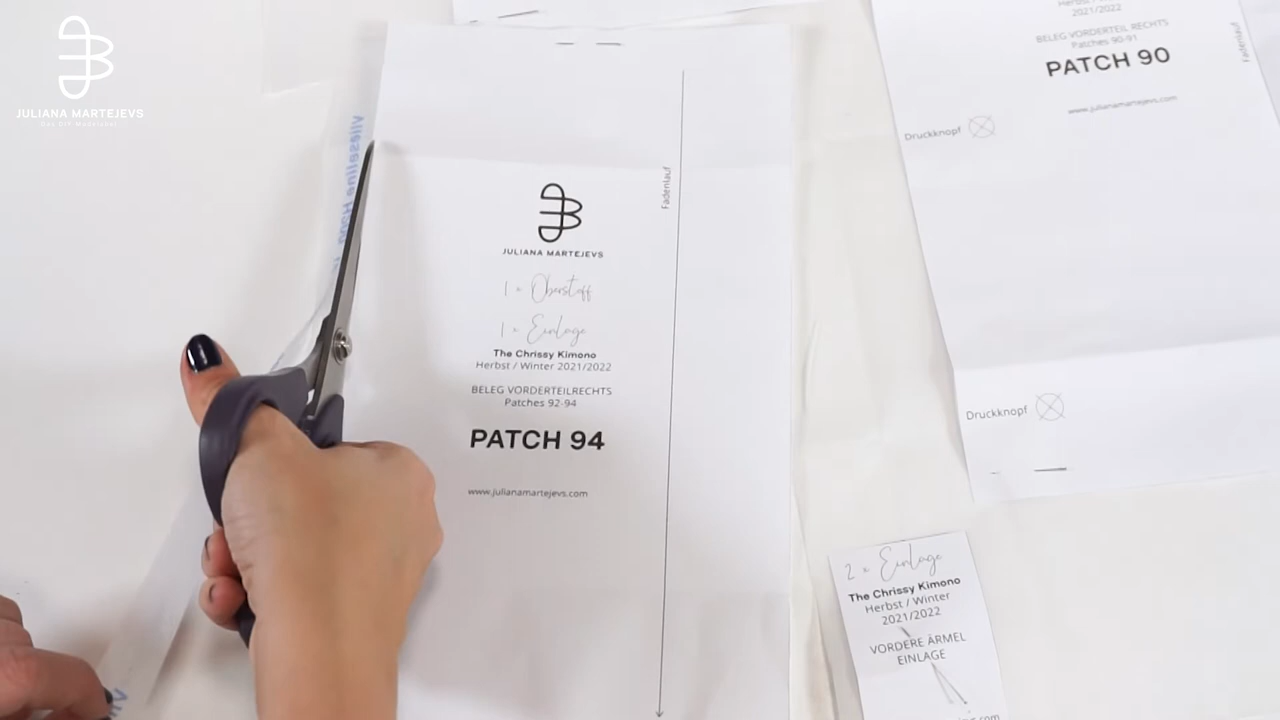 JULIANA MARTEJEVS
Vlieseline H200
Fadenlauf
JULIANA MARTEJEVS
1 x Oberstoff
1 x Einlage
The Chrissy Kimono
Herbst / Winter 2021/2022
BELEG VORDERTEILRECHTS
Patches 92-94
PATCH 94
www.julianamartejevs.com
2021/2022
BELEG VORDERTEIL RECHTS
Patches 90-91
PATCH 90
www.julianamartejevs.com
Fadenlauf
Druckknopf
Druckknopf
2 x Einlage
The Chrissy Kimono
Herbst / Winter
2021/2022
VORDERE ÄRMEL
EINLAGE